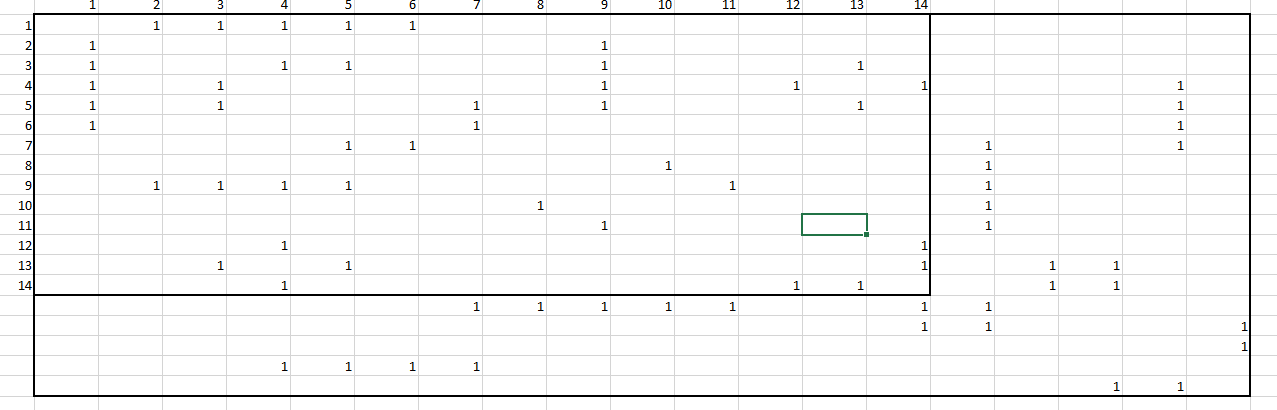 1 2 3 4 5 6 7 8 9 10 11 12 13 14
1 1 1 1 1 1
2 1 1
3 1 1 1 1 1
4 1 1 1 1 1 1
5 1 1 1 1 1 1
6 1 1 1
7 1 1 1 1
8 1 1
9 1 1 1 1 1 1
10 1 1
11 1 1
12 1 1
13 1 1 1 1 1
14 1 1 1 1 1
1 1 1 1 1 1 1
1 1 1
1
1 1 1 1
1 1